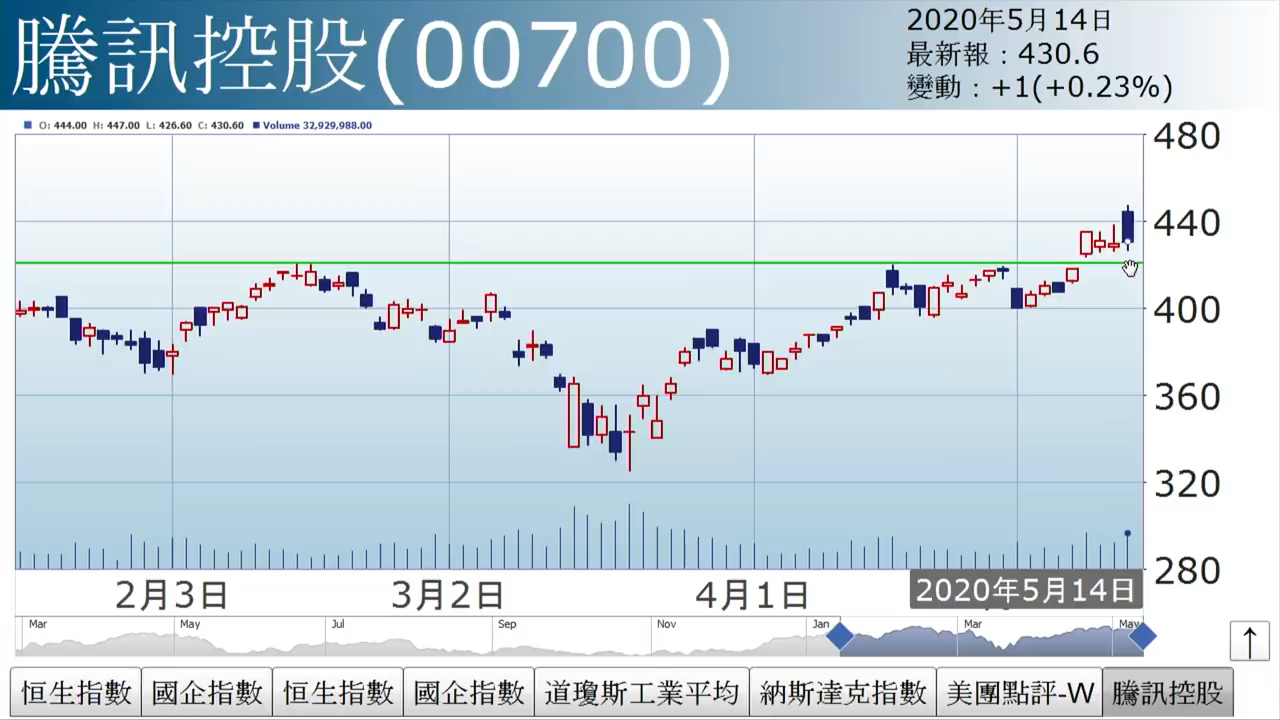 騰訊控股(00700)
2020年5月14日
最新報：430.6
變動：+1(+0.23%)
O: 444.00 H: 447.00 L: 426.60 C: 430.60 Volume 32,929,988.00
480
440
400
360
320
280
2月3日 3月2日 4月1日 2020年5月14日
Mar May Jul Sep Nov Jan Mar May
↑
恒生指數 國企指數 恒生指數 國企指數 道瓊斯工業平均 納斯達克指數 美團點評-W 騰訊控股